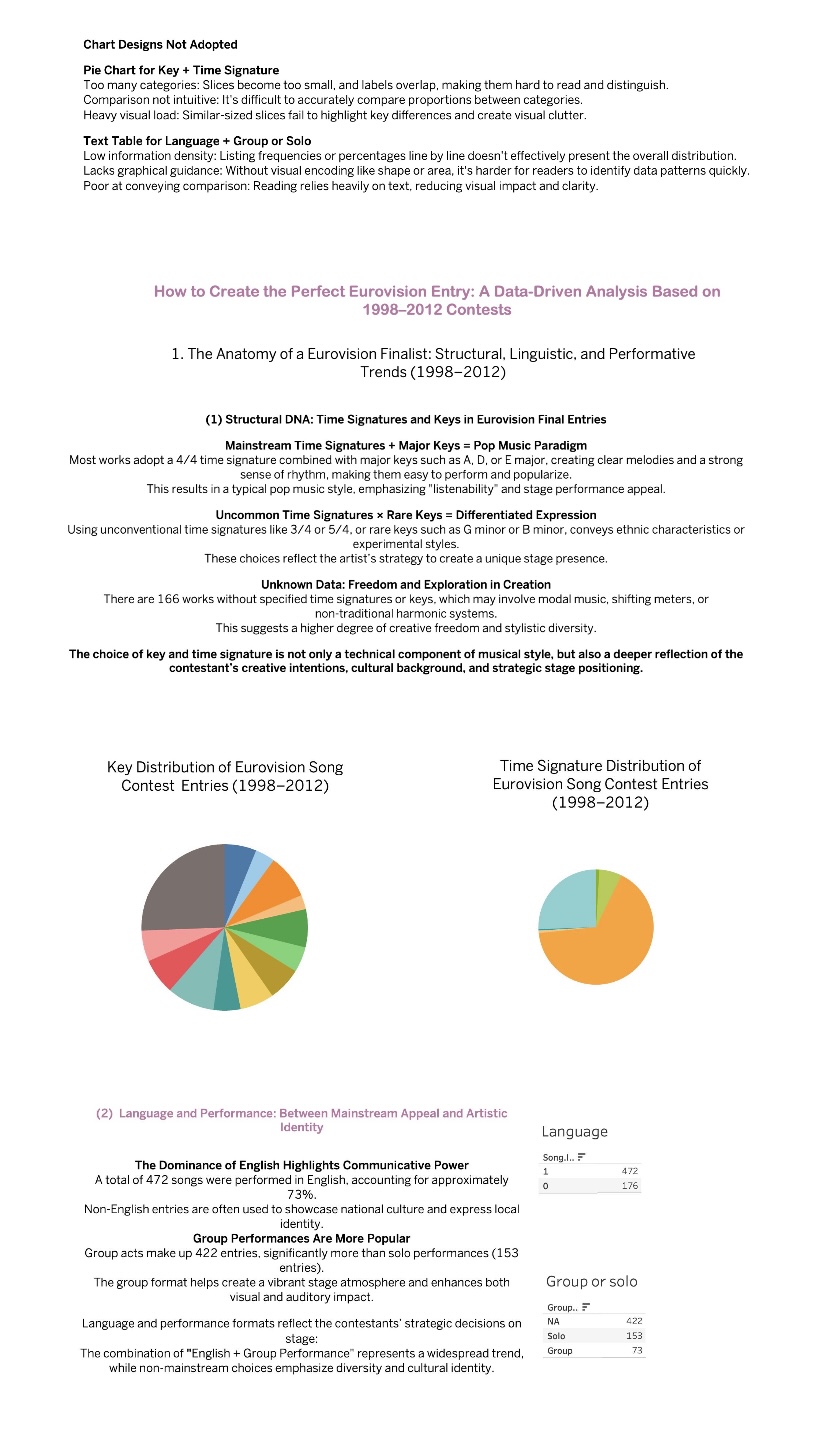 Chart Designs Not Adopted
Pie Chart for Key + Time Signature
Too many categories: Slices become too small, and labels overlap, making them hard to read and distinguish.
Comparison not intuitive: It's difficult to accurately compare proportions between categories.
Heavy visual load: Similar-sized slices fail to highlight key differences and create visual clutter.
Text Table for Language + Group or Solo
Low information density: Listing frequencies or percentages line by line doesn't effectively present the overall distribution.
Lacks graphical guidance: Without visual encoding like shape or area, it's harder for readers to identify data patterns quickly.
Poor at conveying comparison: Reading relies heavily on text, reducing visual impact and clarity.
How to Create the Perfect Eurovision Entry: A Data-Driven Analysis Based on
1998–2012 Contests
1. The Anatomy of a Eurovision Finalist: Structural, Linguistic, and Performative
Trends (1998–2012)
(1) Structural DNA: Time Signatures and Keys in Eurovision Final Entries
Mainstream Time Signatures + Major Keys = Pop Music Paradigm
Most works adopt a 4/4 time signature combined with major keys such as A, D, or E major, creating clear melodies and a strong
sense of rhythm, making them easy to perform and popularize.
This results in a typical pop music style, emphasizing "listenability" and stage performance appeal.
Uncommon Time Signatures × Rare Keys = Differentiated Expression
Using unconventional time signatures like 3/4 or 5/4, or rare keys such as G minor or B minor, conveys ethnic characteristics or
experimental styles.
These choices reflect the artist's strategy to create a unique stage presence.
Unknown Data: Freedom and Exploration in Creation
There are 166 works without specified time signatures or keys, which may involve modal music, shifting meters, or
non-traditional harmonic systems.
This suggests a higher degree of creative freedom and stylistic diversity.
The choice of key and time signature is not only a technical component of musical style, but also a deeper reflection of the
contestant's creative intentions, cultural background, and strategic stage positioning.
Key Distribution of Eurovision Song
Contest Entries (1998–2012)
Time Signature Distribution of
Eurovision Song Contest Entries
(1998–2012)
(2) Language and Performance: Between Mainstream Appeal and Artistic
Identity
The Dominance of English Highlights Communicative Power
A total of 472 songs were performed in English, accounting for approximately
73%.
Non-English entries are often used to showcase national culture and express local
identity.
Group Performances Are More Popular
Group acts make up 422 entries, significantly more than solo performances (153
entries).
The group format helps create a vibrant stage atmosphere and enhances both
visual and auditory impact.
Language and performance formats reflect the contestants' strategic decisions on
stage:
The combination of "English + Group Performance" represents a widespread trend,
while non-mainstream choices emphasize diversity and cultural identity.
Language
Song.l..
1 472
0 176
Group or solo
Group..
NA 422
Solo 153
Group 73